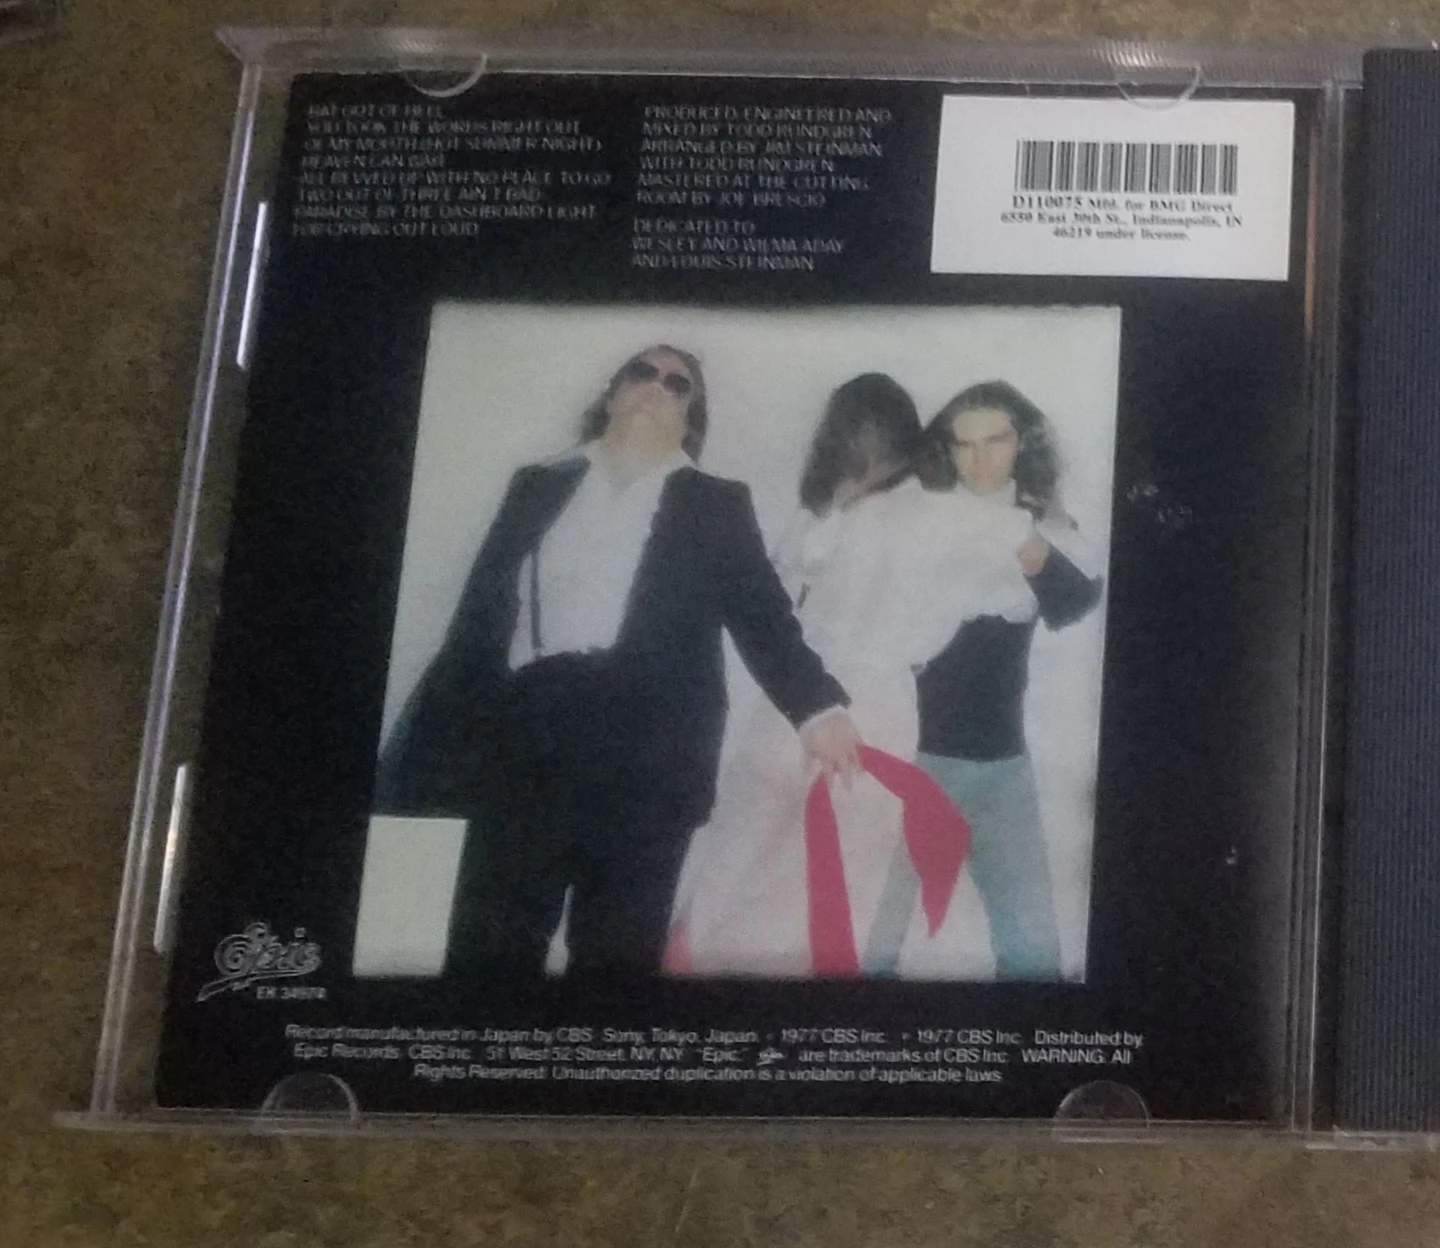 BAT OUT OF HELL
YOU TOOK THE WORDS RIGHT OUT
OF MY MOUTH (HOT SUMMER NIGHT)
HEAVEN CAN WAIT
ALL REVVED UP WITH NO PLACE TO GO
TWO OUT OF THREE AIN'T BAD
PARADISE BY THE DASHBOARD LIGHT
FOR CRYING OUT LOUD
PRODUCED, ENGINEERED AND
MIXED BY TODD RUNDGREN
ARRANGED BY JIM STEINMAN
WITH TODD RUNDGREN
MASTERED AT THE CUTTING
ROOM BY JOE BRESCIO
DEDICATED TO
WESLEY AND WILMA ADAY
AND LOUIS STEINMAN
D110075 Mfd. for BMG Direct
6550 East 30th St., Indianapolis, IN
46219 under license.
Epic
EK 34974
Record manufactured in Japan by CBS Sony, Tokyo, Japan 1977 CBS Inc. 1977 CBS Inc. Distributed by
Epic Records CBS Inc. 51 West 52 Street, NY, NY "Epic," are trademarks of CBS Inc. WARNING: All
Rights Reserved. Unauthorized duplication is a violation of applicable laws.